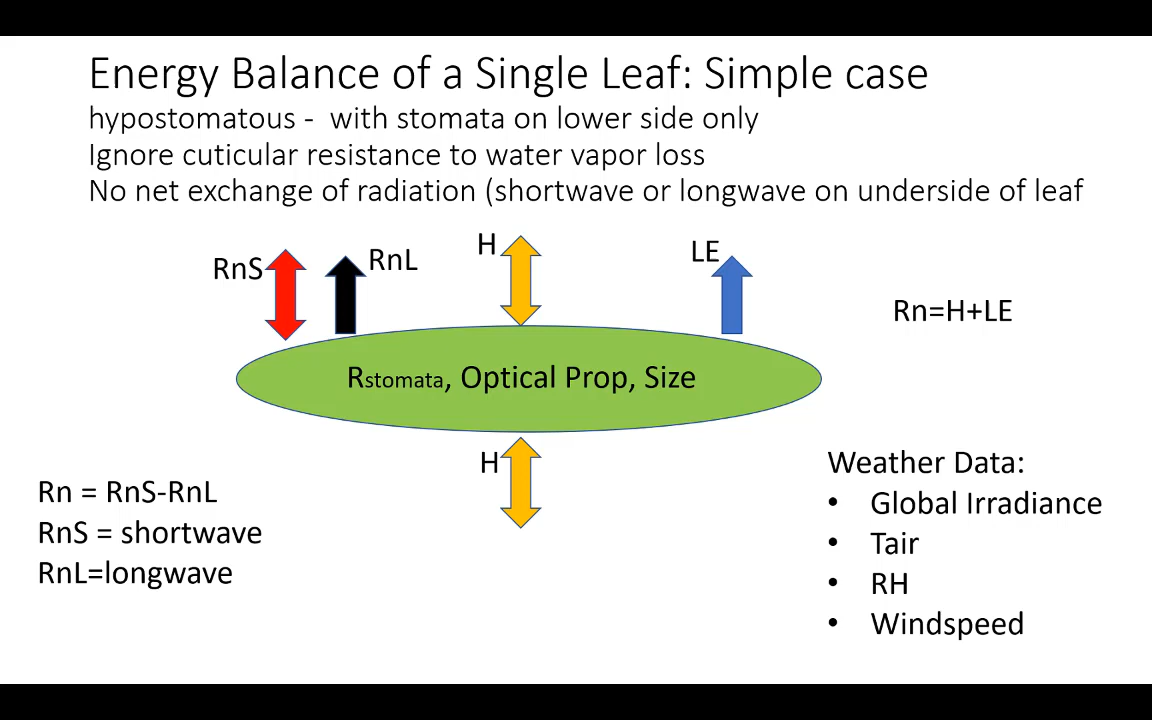 Energy Balance of a Single Leaf: Simple case
hypostomatous -  with stomata on lower side only
Ignore cuticular resistance to water vapor loss
No net exchange of radiation (shortwave or longwave on underside of leaf
RnS
RnL
H
LE
Rn=H+LE
Rstomata, Optical Prop, Size
H
Rn = RnS-RnL
RnS = shortwave
RnL=longwave
Weather Data:
• Global Irradiance
• Tair
• RH
• Windspeed